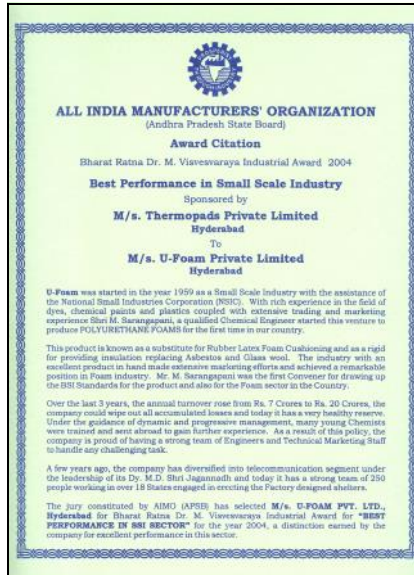 ALL INDIA MANUFACTURERS' ORGANIZATION
(Andhra Pradesh State Board)
Award Citation
Bharat Ratna Dr. M. Visvesvaraya Industrial Award 2004
Best Performance in Small Scale Industry
Sponsored by
M/s. Thermopads Private Limited
Hyderabad
To
M/s. U-Foam Private Limited
Hyderabad
U-Foam was started in the year 1959 as a Small Scale Industry with the assistance of
the National Small Industries Corporation (NSIC). With rich experience in the field of
dyes, chemical paints and plastics coupled with extensive trading and marketing
experience Shri M. Sarangapani, a qualified Chemical Engineer started this venture to
produce POLYURETHANE FOAMS for the first time in our country.
This product is known as a substitute for Rubber Latex Foam Cushioning and as a rigid
for providing insulation replacing Asbestos and Glass wool. The industry with an
excellent product in hand made extensive marketing efforts and achieved a remarkable
position in Foam industry. Mr. M. Sarangapani was the first Convener for drawing up
the BSI Standards for the product and also for the Foam sector in the Country.
Over the last 3 years, the annual turnover rose from Rs. 7 Crores to Rs. 20 Crores, the
company could wipe out all accumulated losses and today it has a very healthy reserve.
Under the guidance of dynamic and progressive management, many young Chemists
were trained and sent abroad to gain further experience. As a result of this policy, the
company is proud of having a strong team of Engineers and Technical Marketing Staff
to handle any challenging task.
A few years ago, the company has diversified into telecommunication segment under
the leadership of its Dy. M.D. Shri Jagannadh and today it has a strong team of 250
people working in over 18 States engaged in erecting the Factory designed shelters.
The jury constituted by AIMO (APSB) has selected M/s. U-FOAM PVT. LTD.,
Hyderabad for Bharat Ratna Dr. M. Visvesvaraya Industrial Award for "BEST
PERFORMANCE IN SSI SECTOR" for the year 2004, a distinction earned by the
company for excellent performance in this sector.